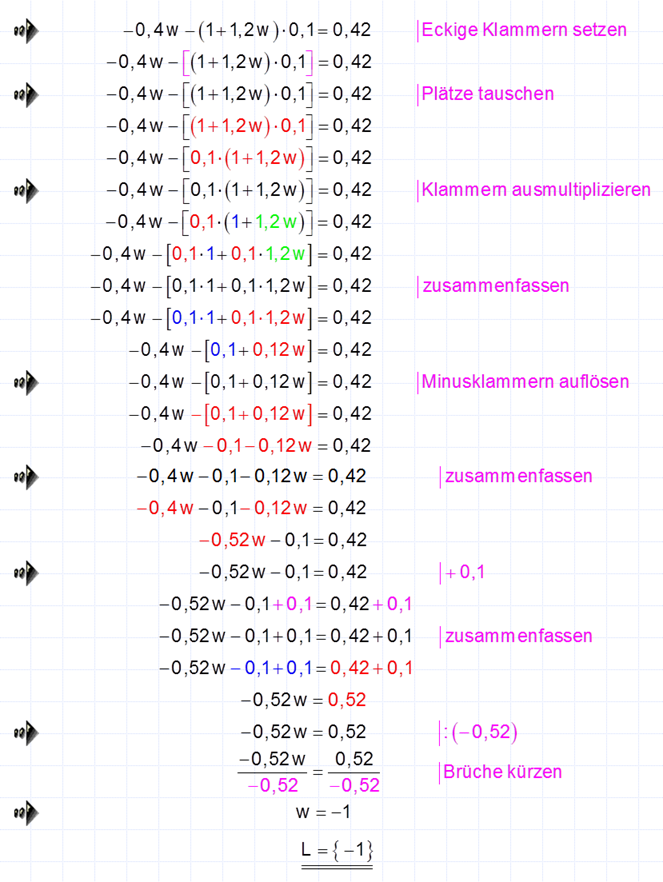 −0,4w −(1+1,2w)·0,1=0,42 |Eckige Klammern setzen
−0,4w −[(1+1,2w)·0,1]=0,42
−0,4w −[(1+1,2w)·0,1]=0,42 |Plätze tauschen
−0,4w −[(1+1,2w)·0,1]=0,42
−0,4w −[0,1·(1+1,2w)]=0,42
−0,4w −[0,1·(1+1,2w)]=0,42 |Klammern ausmultiplizieren
−0,4w −[0,1·(1+1,2w)]=0,42
−0,4w −[0,1·1+0,1·1,2w]=0,42
−0,4w −[0,1·1+0,1·1,2w]=0,42 |zusammenfassen
−0,4w −[0,1·1+0,1·1,2w]=0,42
−0,4w −[0,1+0,12w]=0,42
−0,4w −[0,1+0,12w]=0,42 |Minusklammern auflösen
−0,4w −[0,1+0,12w]=0,42
−0,4w −0,1−0,12w=0,42
−0,4w −0,1−0,12w=0,42 |zusammenfassen
−0,4w −0,1−0,12w=0,42
−0,52w −0,1=0,42
−0,52w −0,1=0,42 |+0,1
−0,52w −0,1+0,1=0,42+0,1
−0,52w −0,1+0,1=0,42+0,1 |zusammenfassen
−0,52w −0,1+0,1=0,42+0,1
−0,52w =0,52
−0,52w =0,52 |:(−0,52)
−0,52w/−0,52 = 0,52/−0,52 |Brüche kürzen
w =−1
L ={−1}